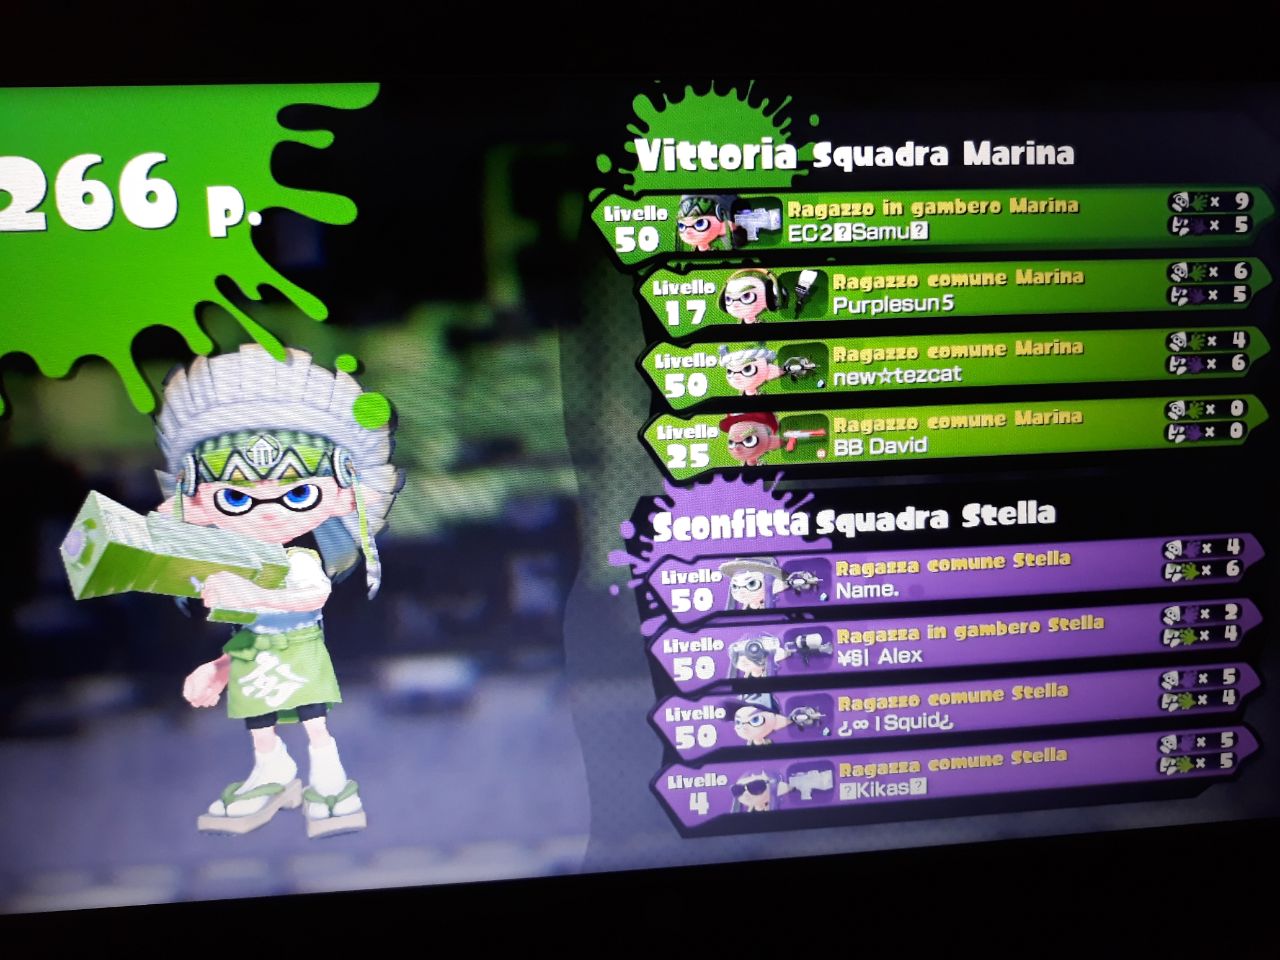 266 p.
Vittoria Squadra Marina
Livello 50
Ragazzo in gambero Marina
EC2?Samu?
× 9
× 5
Livello 17
Ragazzo comune Marina
Purplesun5
× 6
× 5
Livello 50
Ragazzo comune Marina
new☆tezcat
× 4
× 6
Livello 25
Ragazzo comune Marina
BB David
× 0
× 0
Sconfitta Squadra Stella
Livello 50
Ragazza comune Stella
Name.
× 4
× 6
Livello 50
Ragazza in gambero Stella
¥§| Alex
× 2
× 4
Livello 50
Ragazzo comune Stella
¿∞ | Squid¿
× 5
× 4
Livello 4
Ragazza comune Stella
?Kikas?
× 5
× 5